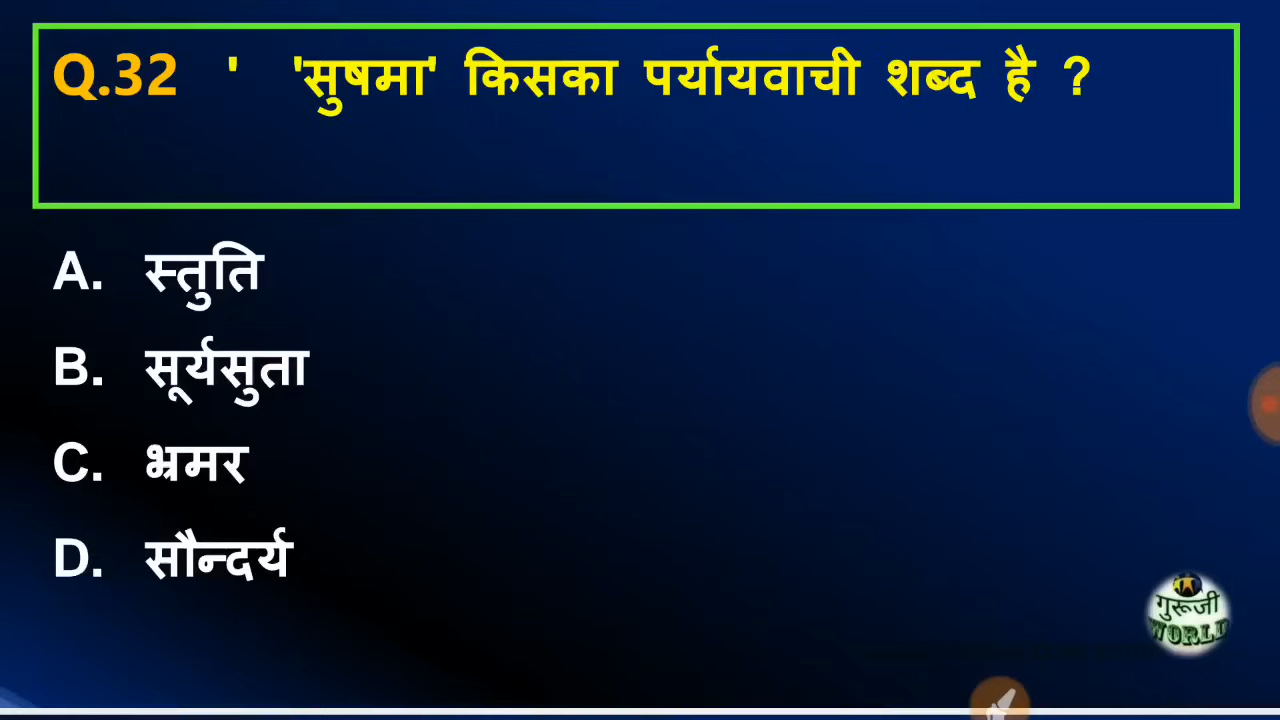 Q.32 ' 'सुषमा' किसका पर्यायवाची शब्द है ?
A. स्तुति
B. सूर्यसुता
C. भ्रमर
D. सौन्दर्य
गुरूजी
WORLD